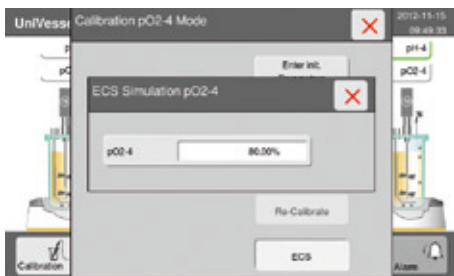 UniVesse
Calibration pO2-4 Mode
2012-11-15
09:49:33
pH-4
pO2-4
Enter init.
ECS Simulation pO2-4
pO2-4
80.00%
Re-Calibrate
ECS
Calibration
Alarm